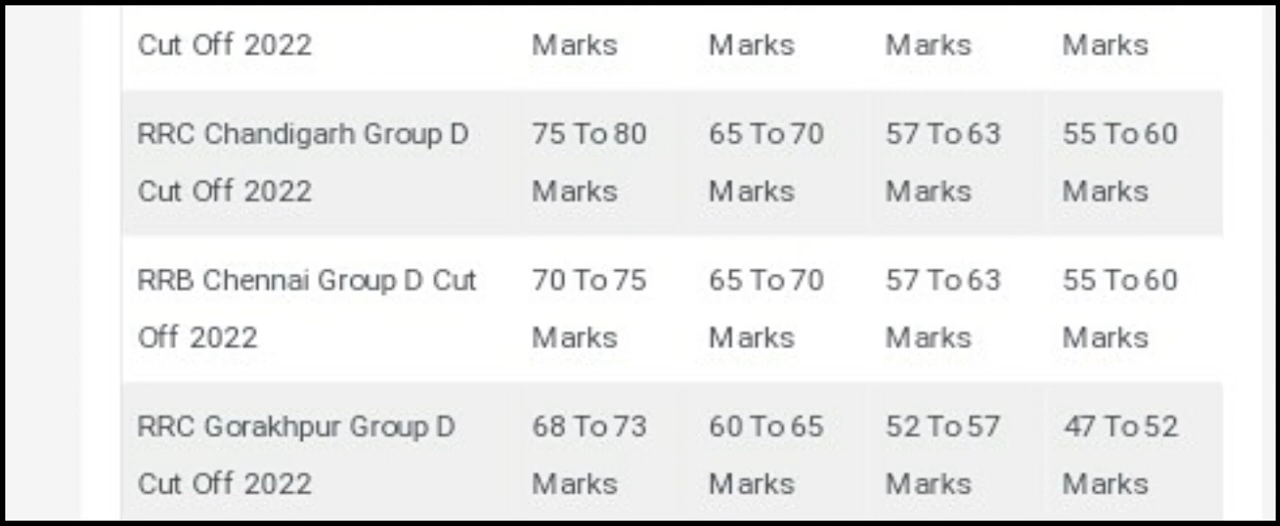 Cut Off 2022 Marks Marks Marks Marks
RRC Chandigarh Group D 75 To 80 65 To 70 57 To 63 55 To 60
Cut Off 2022 Marks Marks Marks Marks
RRB Chennai Group D Cut 70 To 75 65 To 70 57 To 63 55 To 60
Off 2022 Marks Marks Marks Marks
RRC Gorakhpur Group D 68 To 73 60 To 65 52 To 57 47 To 52
Cut Off 2022 Marks Marks Marks Marks